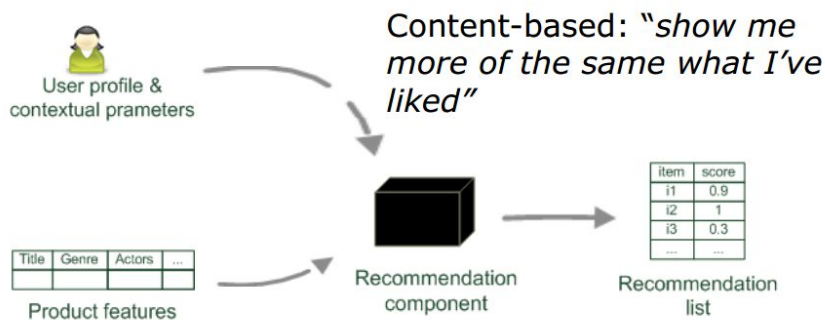 Content-based: “show me
more of the same what I’ve
liked”
User profile &
contextual prameters
Title Genre Actors ...
Product features
Recommendation
component
item score
i1 0.9
i2 1
i3 0.3
... ...
Recommendation
list